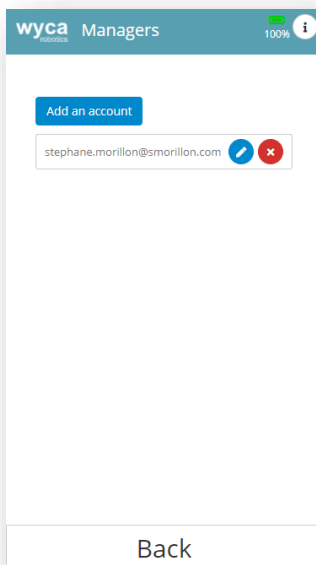 wyca
robotics
Managers
100%
i
Add an account
stephane.morillon@smorillon.com
Back